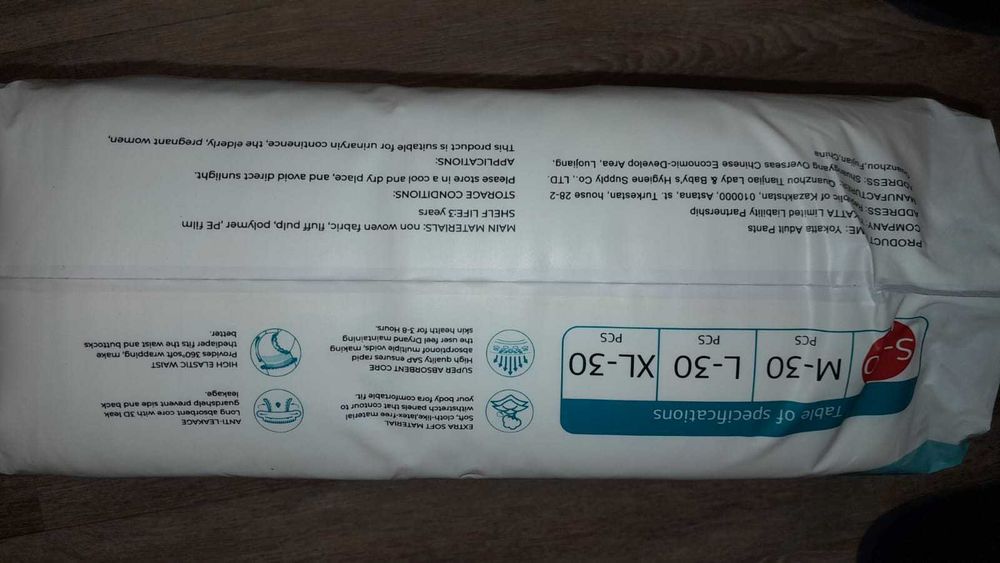 Table of specifications
S-
M-30
PCS
L-30
PCS
XL-30
PCS
EXTRA SOFT MATERIAL
Soft, cloth-like,latex-free material
withstretch panels that contour to
your body fora comfortable fit.
ANTI-LEAKAGE
Long absorbent core with 3D leak
guardshelp prevent side and back
leakage.
SUPER ABSORBENT CORE
High quality SAP ensures rapid
absorptionof multiple voids, making
the user feel Dryand maintaining
skin health for 3-8 Hours.
HIGH ELASTIC WAIST
Provides 360°soft wrapping, make
thediaper fits the waist and buttocks
better.
PRODUCT ME: Yokatta Adult Pants
COMPANY KATTA Limited Liability Partnership
ADDRESS: of Kazakstan, 010000, Astana, st. Turkestan, house 28-2
Quanzhou Tianjiao Lady & Baby's Hygiene Supply Co., LTD.
ADDRESS: Shuangyang Overseas Chinese Economic-Develop, Area, Luojiang,
Quanzhou,Fujian,China
MAIN MATERIALS: non woven fabric, fluff pulp, polymer ,PE film
SHELF LIFE:3 years
STORAGE CONDITIONS:
Please store in a cool and dry place, and avoid direct sunlight.
APPLICATIONS:
This product is suitable for urinaryin continence, the elderly, pregnant women,